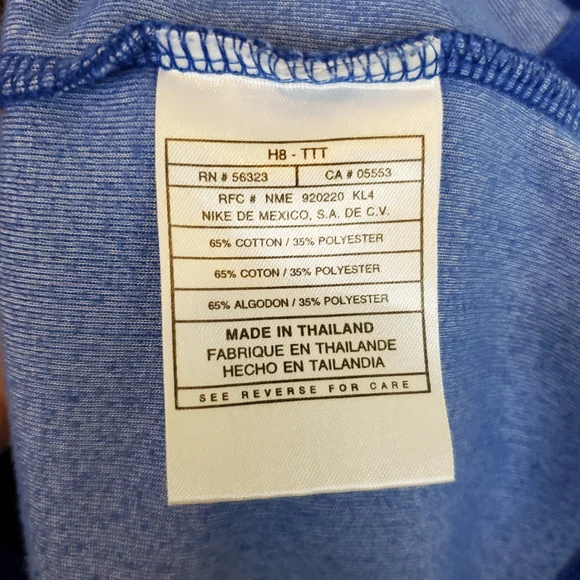 H8 - TTT
RN # 56323 CA # 05553
RFC # NME 920220 KL4
NIKE DE MEXICO, S.A. DE C.V.
65% COTTON / 35% POLYESTER
65% COTON / 35% POLYESTER
65% ALGODON / 35% POLYESTER
MADE IN THAILAND
FABRIQUE EN THAILANDE
HECHO EN TAILANDIA
SEE REVERSE FOR CARE